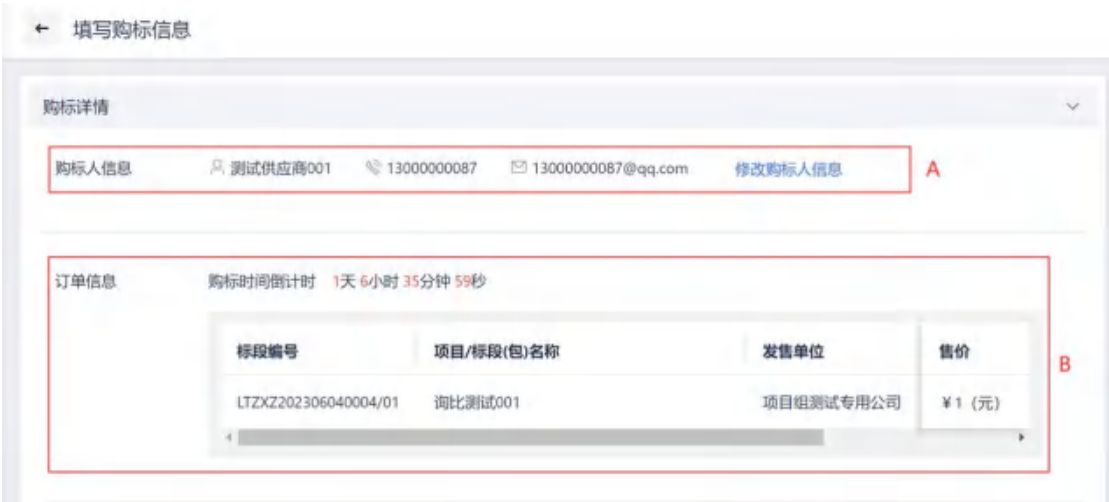 ← 填写购标信息
购标详情
购标人信息 测试供应商001 13000000087 13000000087@qq.com 修改购标人信息 A
订单信息 购标时间倒计时 1天 6小时 35分钟 59秒
标段编号 项目/标段(包)名称 发售单位 售价
B
LTZXZ202306040004/01 询比测试001 项目组测试专用公司 ¥1 (元)